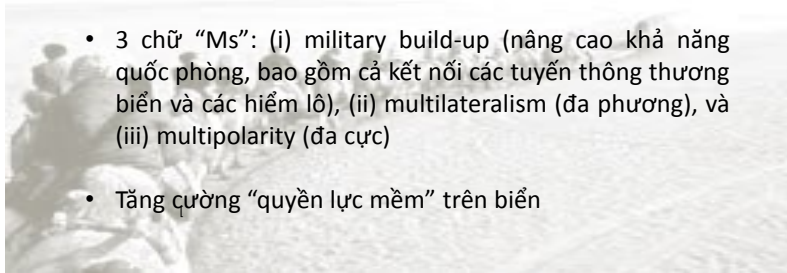 • 3 chữ “Ms”: (i) military build-up (nâng cao khả năng
quốc phòng, bao gồm cả kết nối các tuyến thông thương
biển và các hiểm lộ), (ii) multilateralism (đa phương), và
(iii) multipolarity (đa cực)
• Tăng cường “quyền lực mềm” trên biển